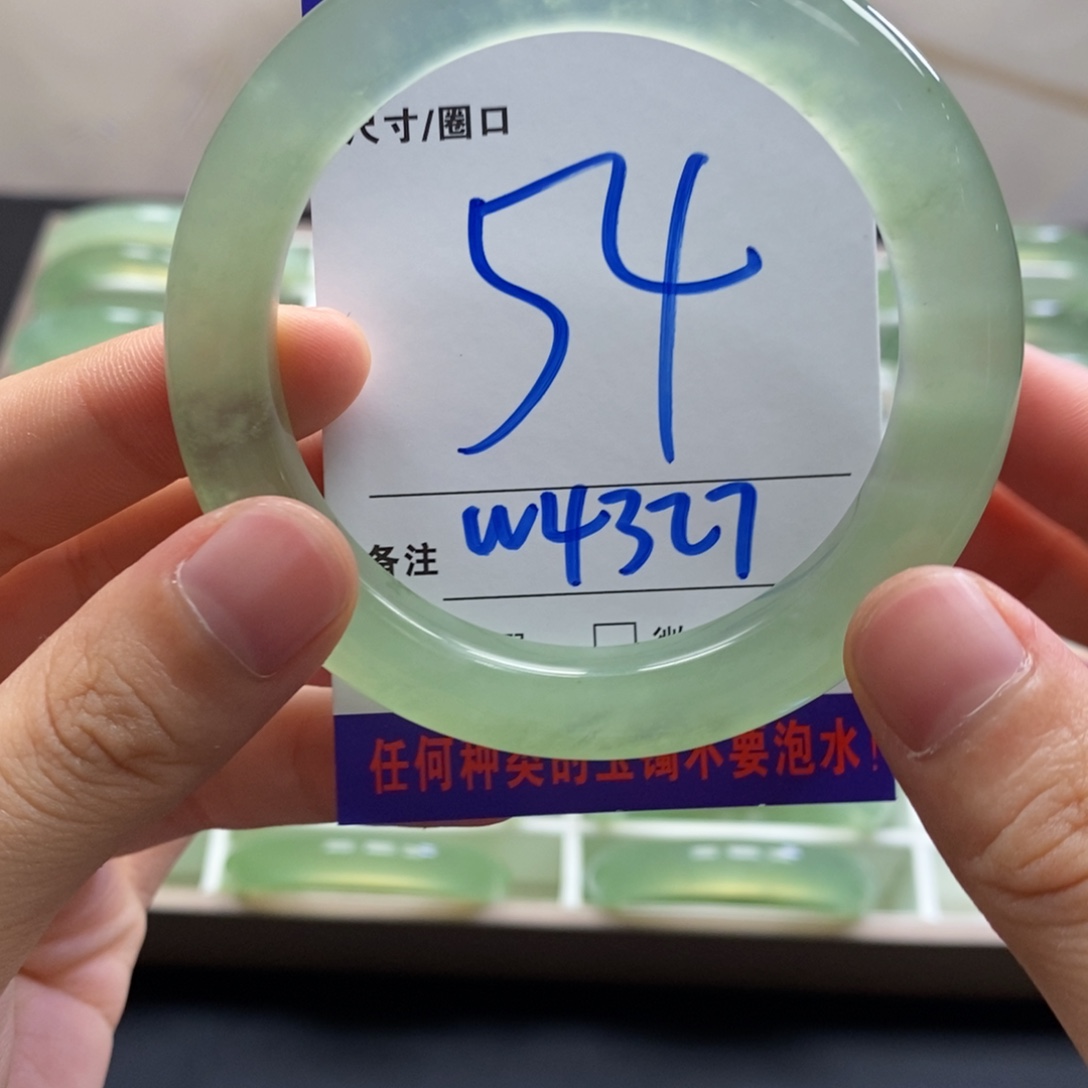 尺寸/圈口
54
备注 w4327
任何种类的玉镯不要泡水!